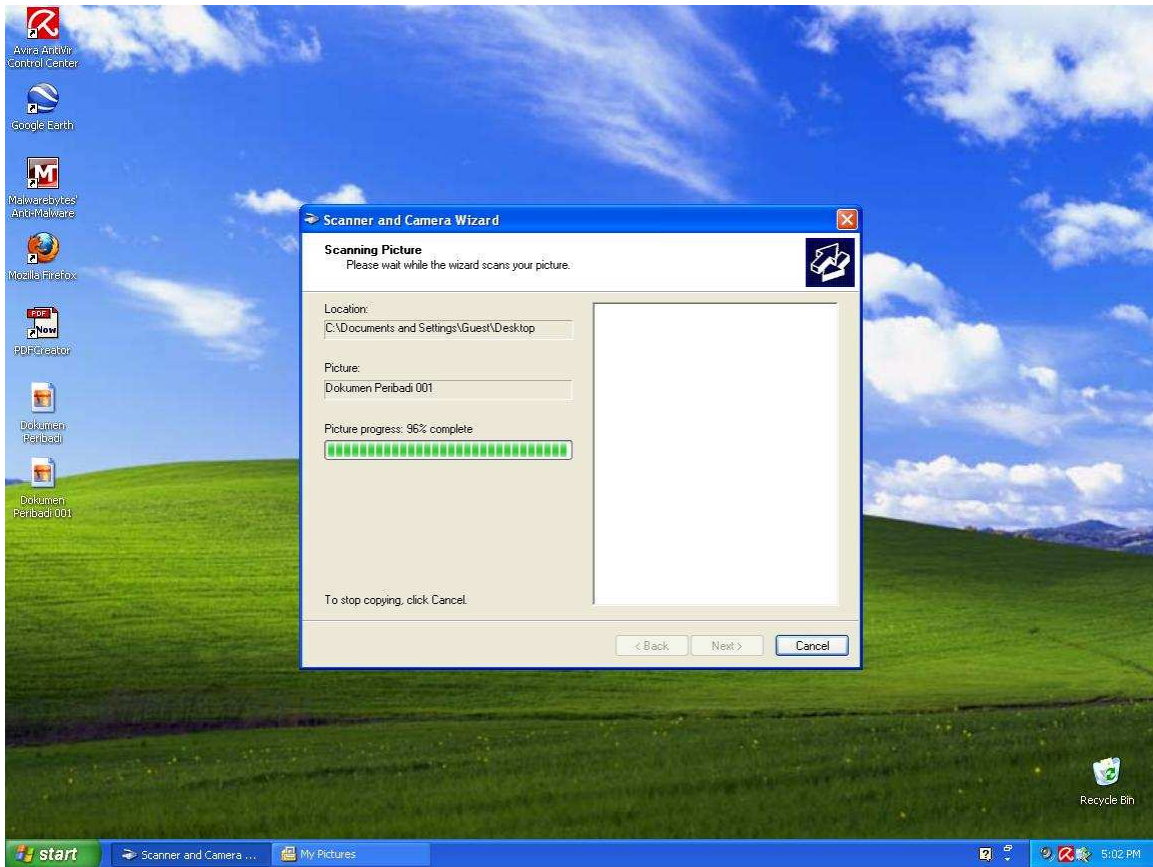 Avira AntiVir
Control Center
Google Earth
Malwarebytes'
Anti-Malware
Mozilla Firefox
PDF
Now
PDFCreator
Dokumen
Peribadi
Dokumen
Peribadi 001
Scanner and Camera Wizard
Scanning Picture
Please wait while the wizard scans your picture.
Location:
C:\Documents and Settings\Guest\Desktop
Picture:
Dokumen Peribadi 001
Picture progress: 96% complete
To stop copying, click Cancel.
< Back
Next >
Cancel
Recycle Bin
start
Scanner and Camera ...
My Pictures
5:02 PM